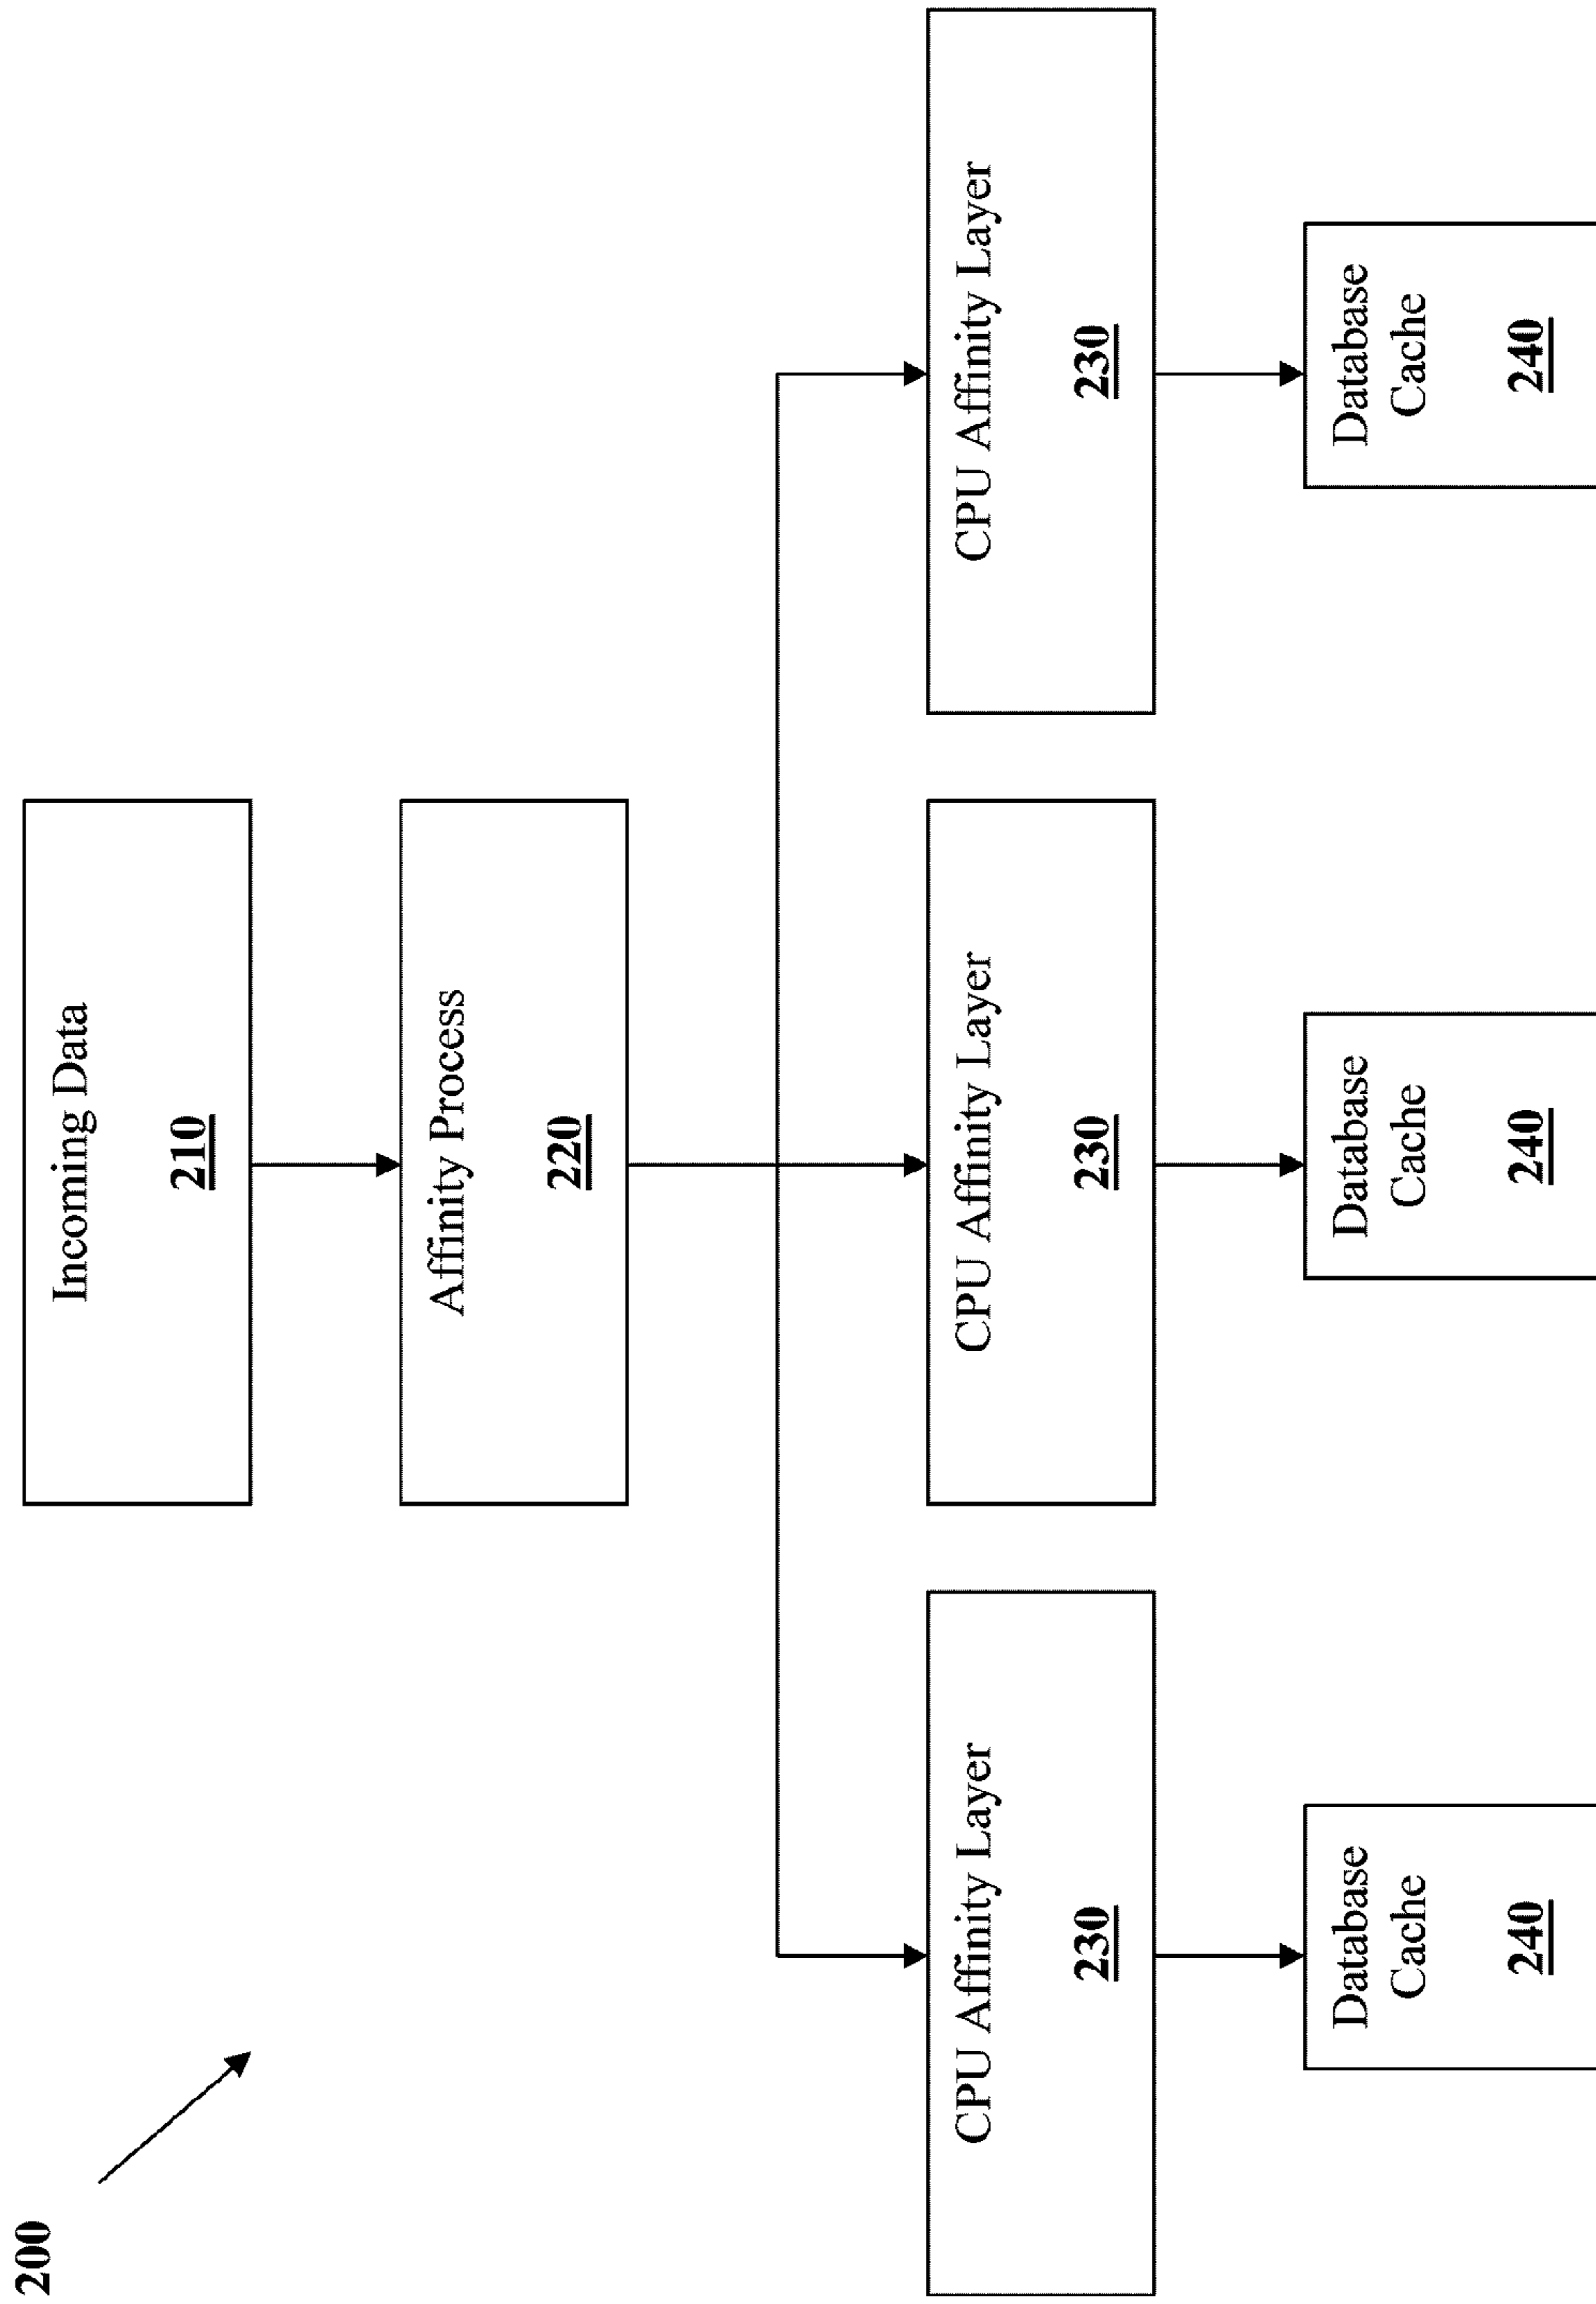 200
Incoming Data
210
Affinity Process
220
CPU Affinity Layer
230
CPU Affinity Layer
230
CPU Affinity Layer
230
Database
Cache
240
Database
Cache
240
Database
Cache
240